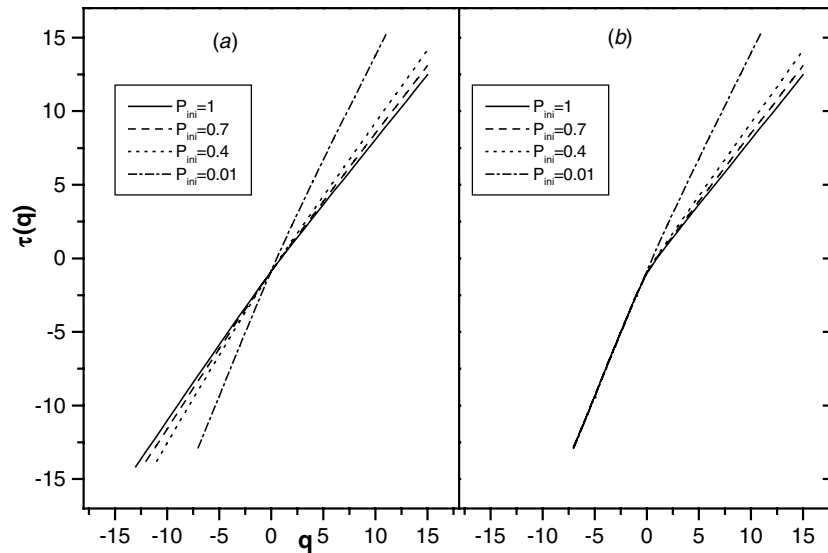 (a)
(b)
P_ini=1
P_ini=0.7
P_ini=0.4
P_ini=0.01
P_ini=1
P_ini=0.7
P_ini=0.4
P_ini=0.01
τ(q)
15
10
5
0
-5
-10
-15
-15 -10 -5 0 5 10 15
-15 -10 -5 0 5 10 15
q